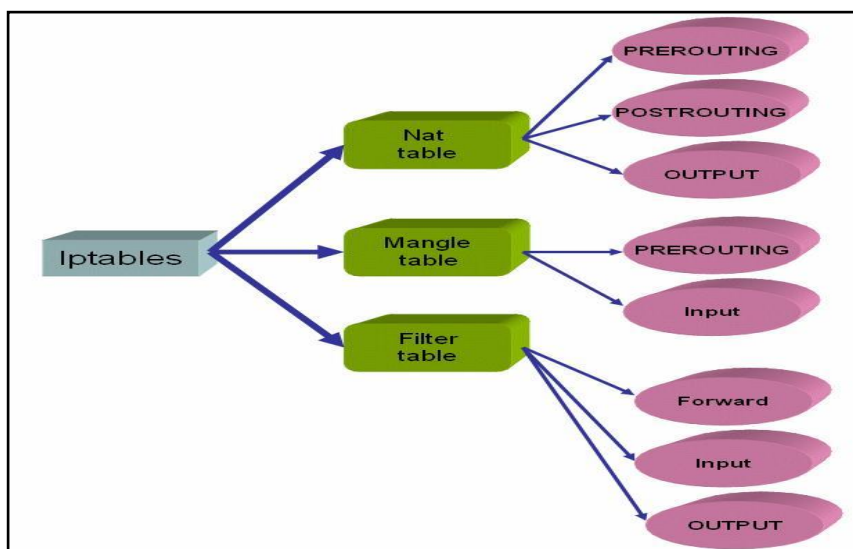 Iptables
Nat
table
Mangle
table
Filter
table
PREROUTING
POSTROUTING
OUTPUT
PREROUTING
Input
Forward
Input
OUTPUT